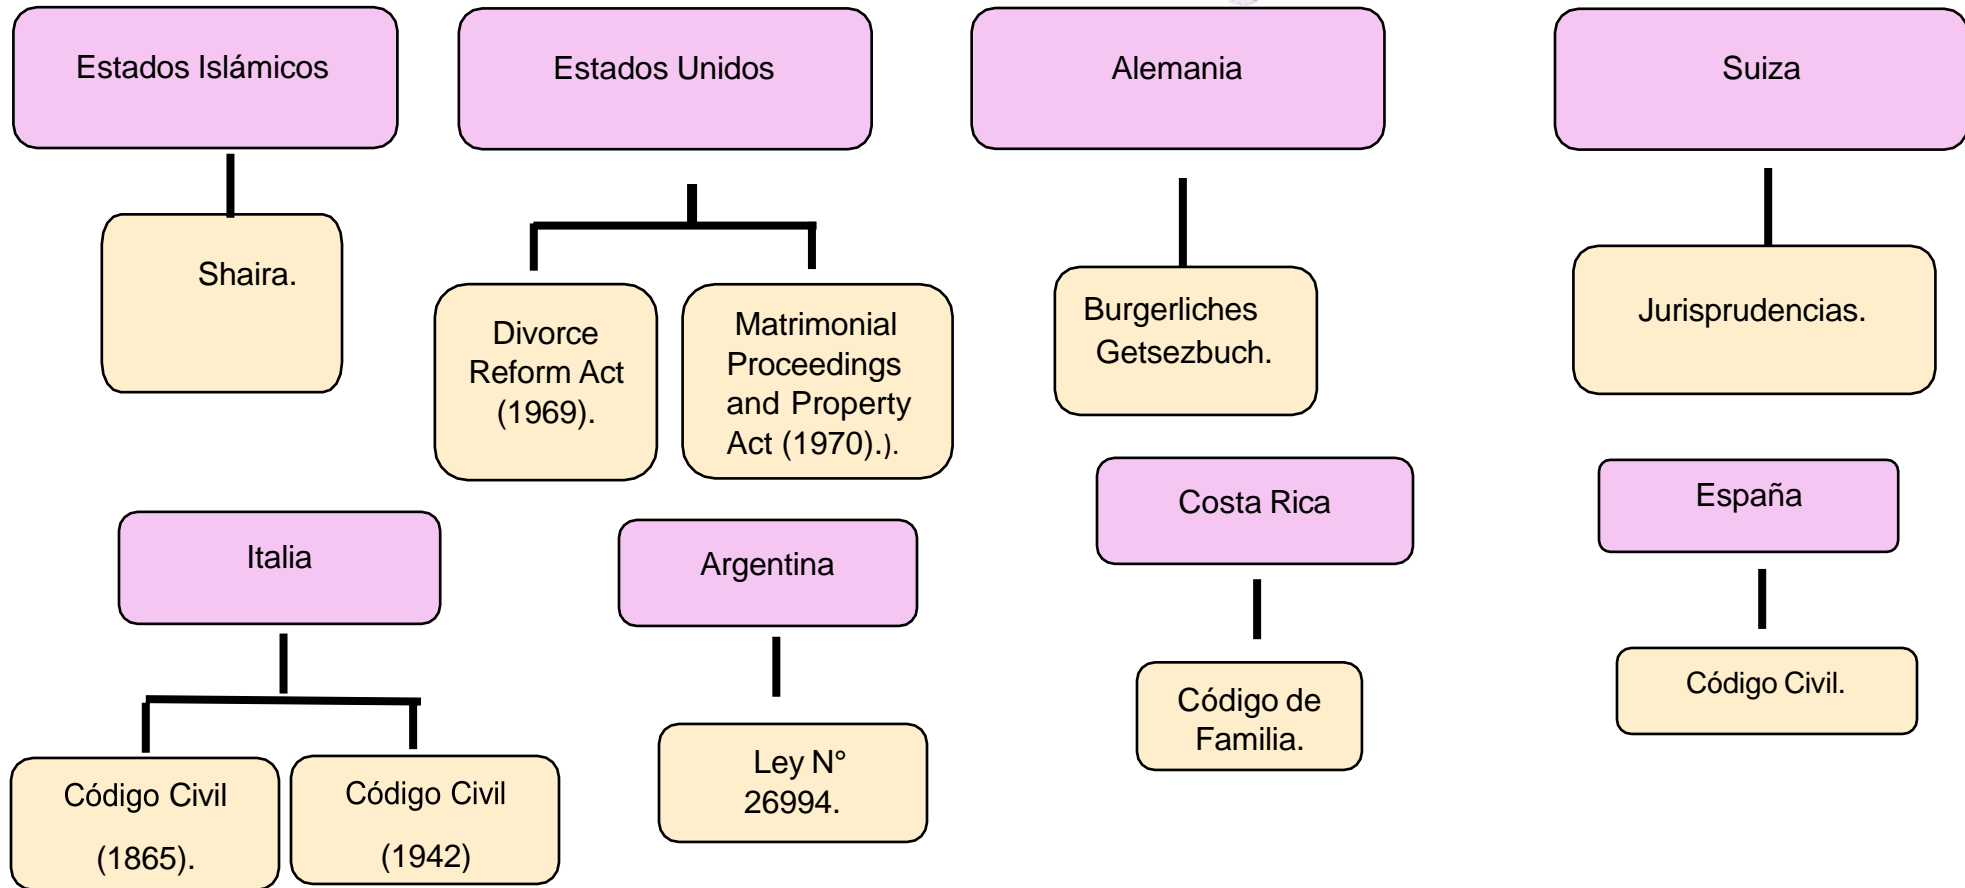 Estados Islámicos
Estados Unidos
Alemania
Suiza
Shaira.
Divorce
Reform Act
(1969).
Matrimonial
Proceedings
and Property
Act (1970).).
Burgerliches
Getsezbuch.
Jurisprudencias.
Italia
Argentina
Costa Rica
España
Código Civil
(1865).
Código Civil
(1942)
Ley N°
26994.
Código de
Familia.
Código Civil.